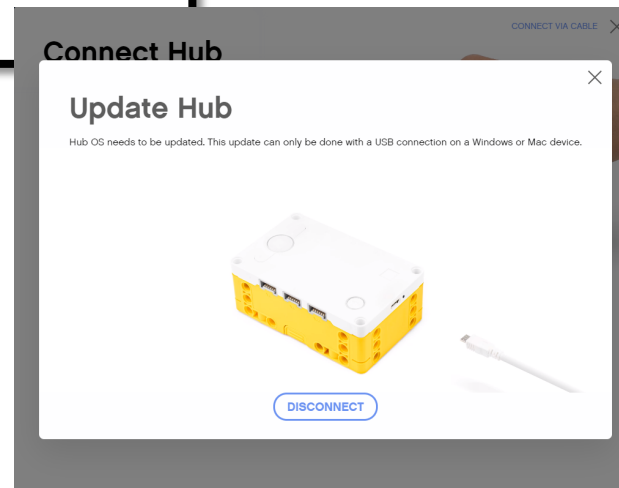 CONNECT VIA CABLE
Connect Hub
Update Hub
Hub OS needs to be updated. This update can only be done with a USB connection on a Windows or Mac device.
DISCONNECT